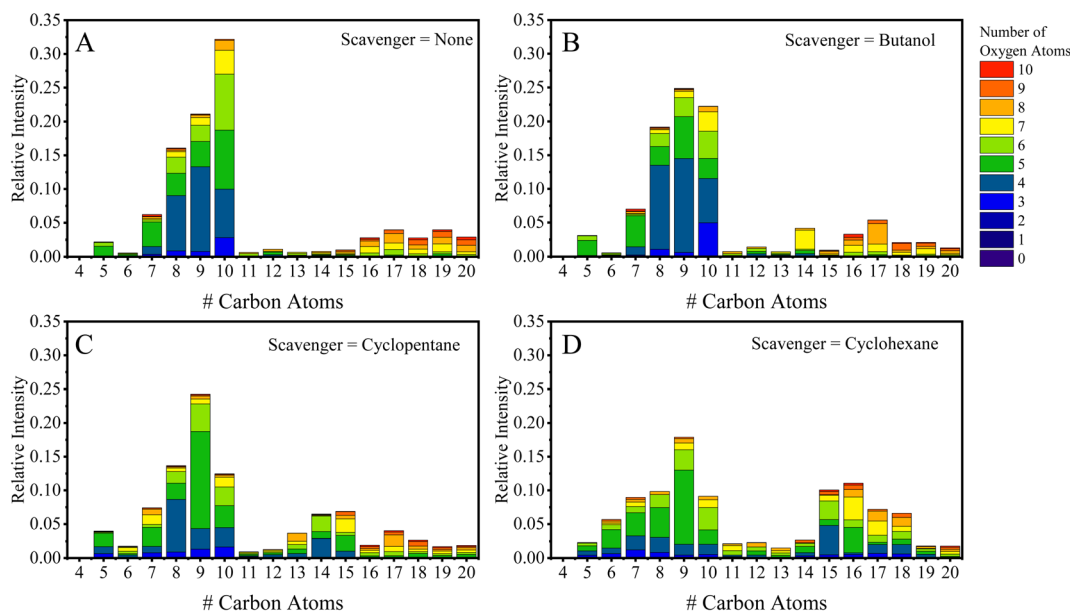 A
Scavenger = None
0.35
0.30
0.25
0.20
0.15
0.10
0.05
0.00
Relative Intensity
4 5 6 7 8 9 10 11 12 13 14 15 16 17 18 19 20
# Carbon Atoms
B
Scavenger = Butanol
0.35
0.30
0.25
0.20
0.15
0.10
0.05
0.00
Relative Intensity
4 5 6 7 8 9 10 11 12 13 14 15 16 17 18 19 20
# Carbon Atoms
Number of
Oxygen Atoms
10
9
8
7
6
5
4
3
2
1
0
C
Scavenger = Cyclopentane
0.35
0.30
0.25
0.20
0.15
0.10
0.05
0.00
Relative Intensity
4 5 6 7 8 9 10 11 12 13 14 15 16 17 18 19 20
# Carbon Atoms
D
Scavenger = Cyclohexane
0.35
0.30
0.25
0.20
0.15
0.10
0.05
0.00
Relative Intensity
4 5 6 7 8 9 10 11 12 13 14 15 16 17 18 19 20
# Carbon Atoms